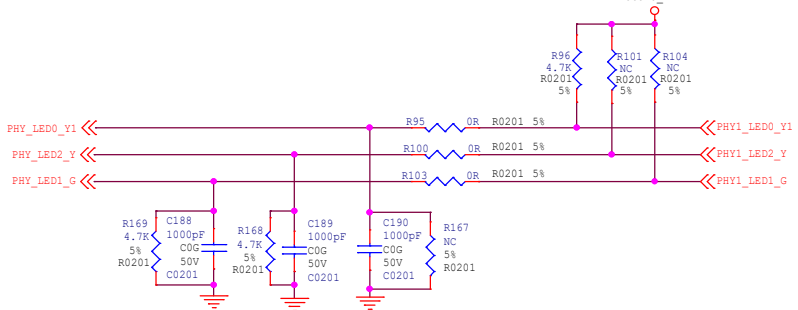 R96
4.7K
R0201
5%
R101
NC
R0201
5%
R104
NC
R0201
5%
PHY_LED0_Y1
R95
0R
R0201 5%
PHY1_LED0_Y1
PHY_LED2_Y
R100
0R
R0201 5%
PHY1_LED2_Y
PHY_LED1_G
R103
0R
R0201 5%
PHY1_LED1_G
R169
4.7K
5%
R0201
C188
1000pF
C0G
50V
C0201
R168
4.7K
5%
R0201
C189
1000pF
C0G
50V
C0201
C190
1000pF
C0G
50V
C0201
R167
NC
5%
R0201